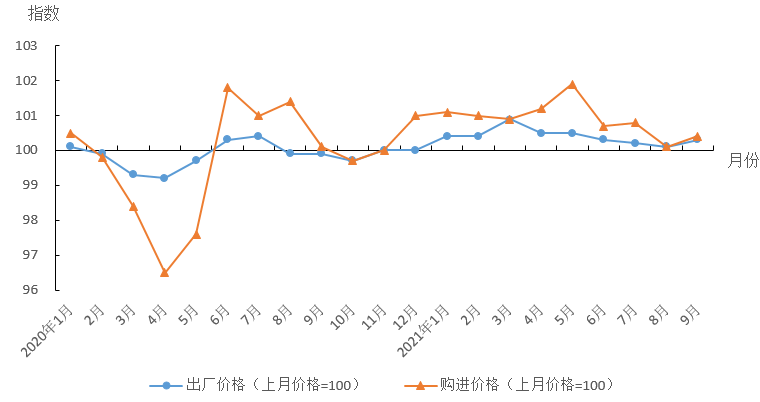 指数
103
102
101
100
99
98
97
96
月份
2020年1月 2月 3月 4月 5月 6月 7月 8月 9月 10月 11月 12月 2021年1月 2月 3月 4月 5月 6月 7月 8月 9月
出厂价格（上月价格=100） 购进价格（上月价格=100）